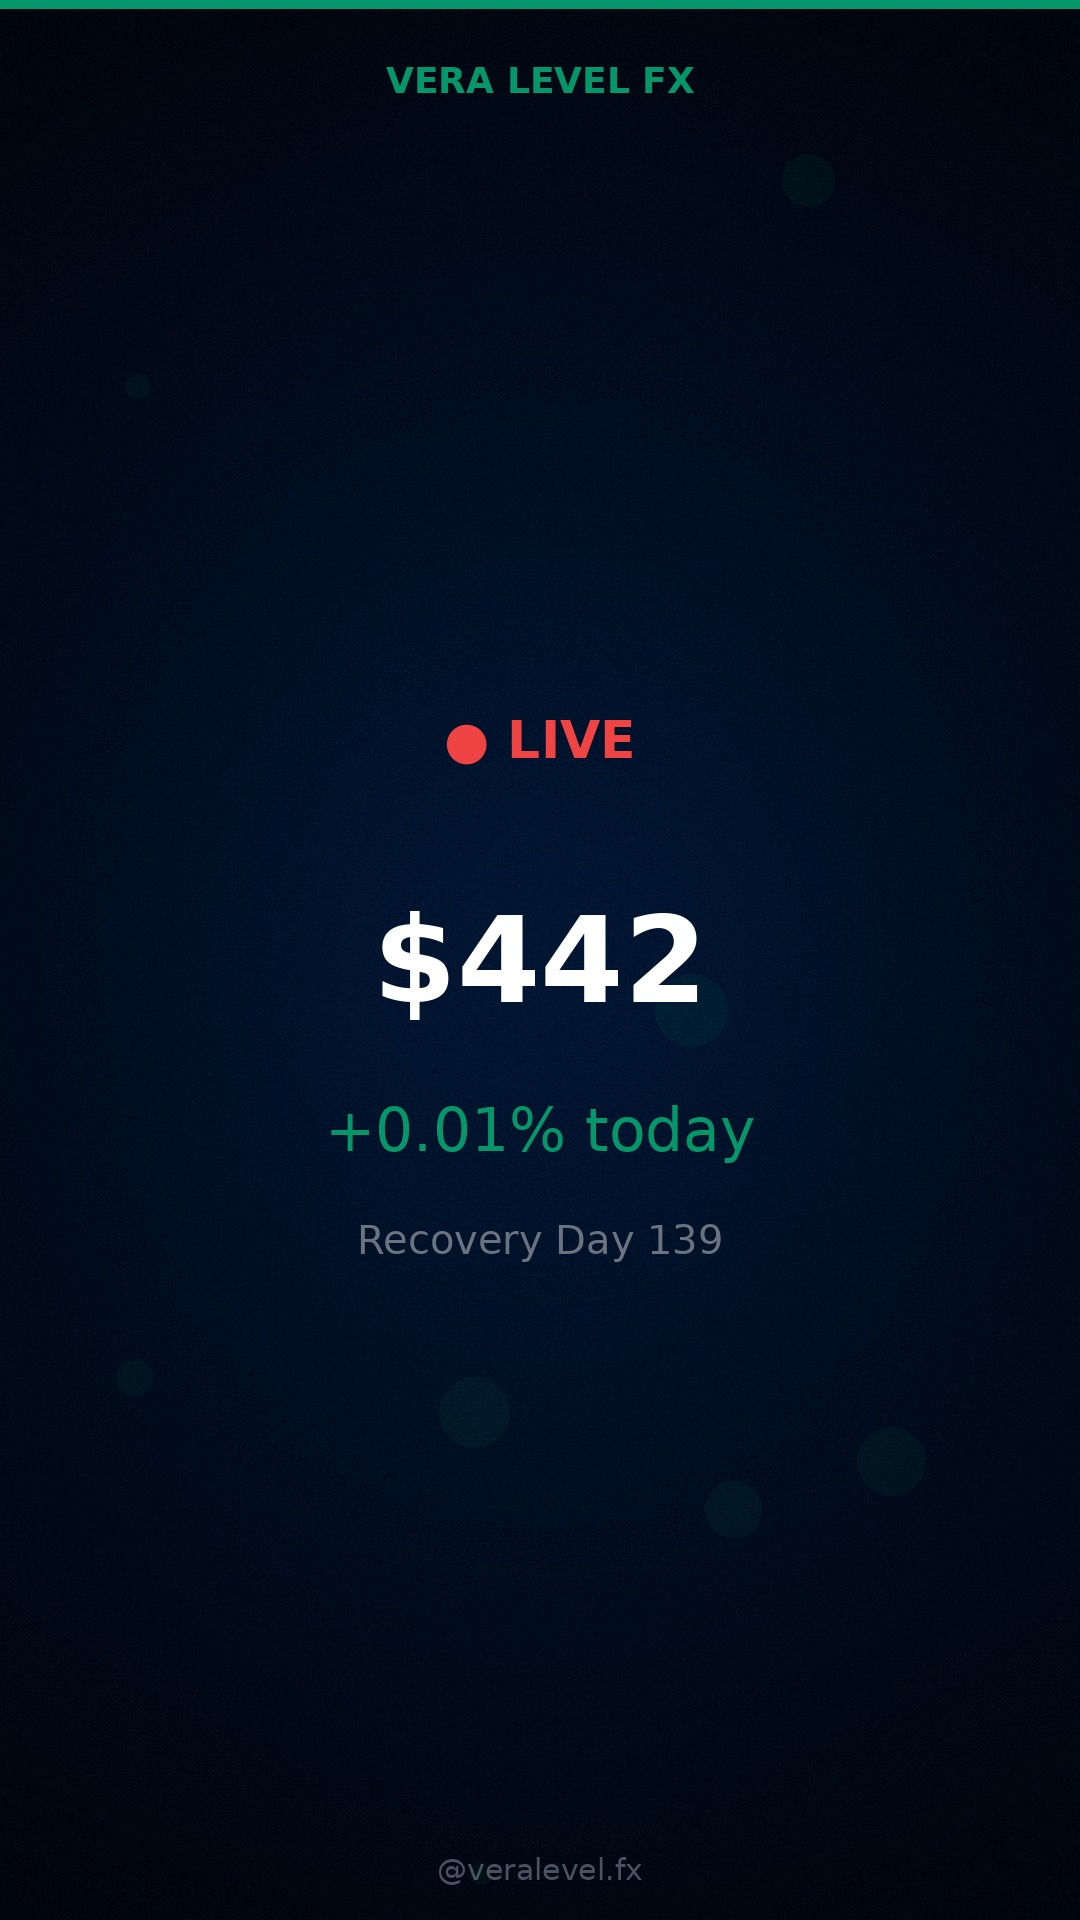 VERA LEVEL FX
● LIVE
$442
+0.01% today
Recovery Day 139
@veralevel.fx